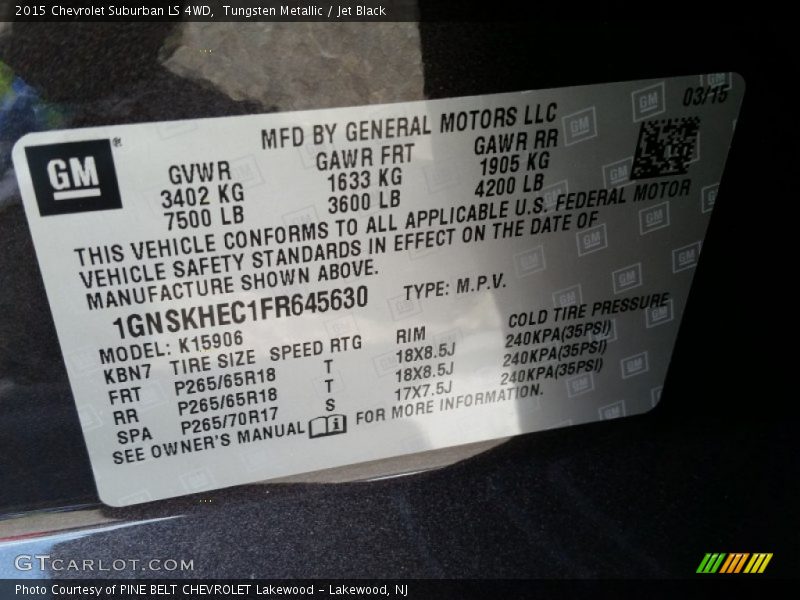 2015 Chevrolet Suburban LS 4WD, Tungsten Metallic / Jet Black
03/15
MFD BY GENERAL MOTORS LLC
GM
GVWR GAWR FRT GAWR RR
3402 KG 1633 KG 1905 KG
7500 LB 3600 LB 4200 LB
THIS VEHICLE CONFORMS TO ALL APPLICABLE U.S. FEDERAL MOTOR
VEHICLE SAFETY STANDARDS IN EFFECT ON THE DATE OF
MANUFACTURE SHOWN ABOVE.
1GNSKHEC1FR645630 TYPE: M.P.V.
MODEL: K15906
KBN7 TIRE SIZE SPEED RTG RIM COLD TIRE PRESSURE
FRT P265/65R18 T 18X8.5J 240KPA(35PSI)
RR P265/65R18 T 18X8.5J 240KPA(35PSI)
SPA P265/70R17 S 17X7.5J 240KPA(35PSI)
SEE OWNER'S MANUAL FOR MORE INFORMATION.
GTCARLOT.COM
Photo Courtesy of PINE BELT CHEVROLET Lakewood - Lakewood, NJ